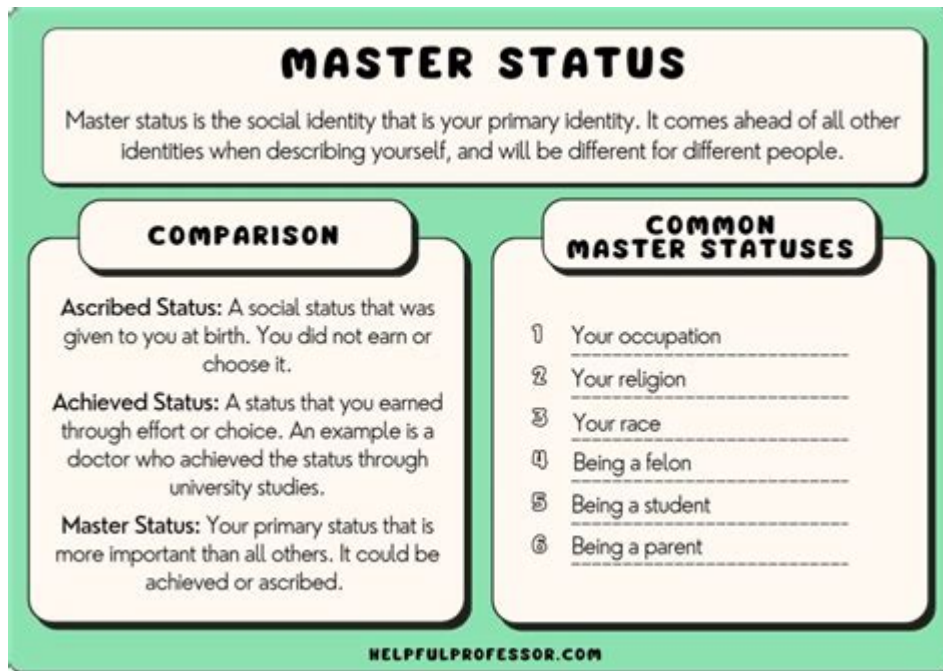 MASTER STATUS
Master status is the social identity that is your primary identity. It comes ahead of all other
identities when describing yourself, and will be different for different people.
COMPARISON
Ascribed Status: A social status that was
given to you at birth. You did not earn or
choose it.
Achieved Status: A status that you earned
through effort or choice. An example is a
doctor who achieved the status through
university studies.
Master Status: Your primary status that is
more important than all others. It could be
achieved or ascribed.
COMMON
MASTER STATUSES
1 Your occupation
2 Your religion
3 Your race
4 Being a felon
5 Being a student
6 Being a parent
HELPFULPROFESSOR.COM